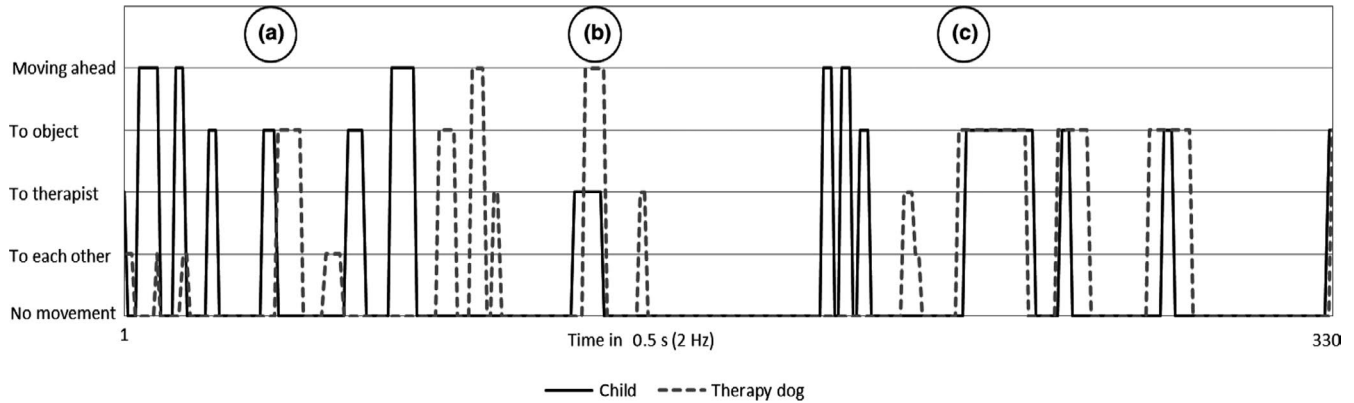 (a) (b) (c)
Moving ahead
To object
To therapist
To each other
No movement
1 Time in 0.5 s (2 Hz) 330
Child Therapy dog